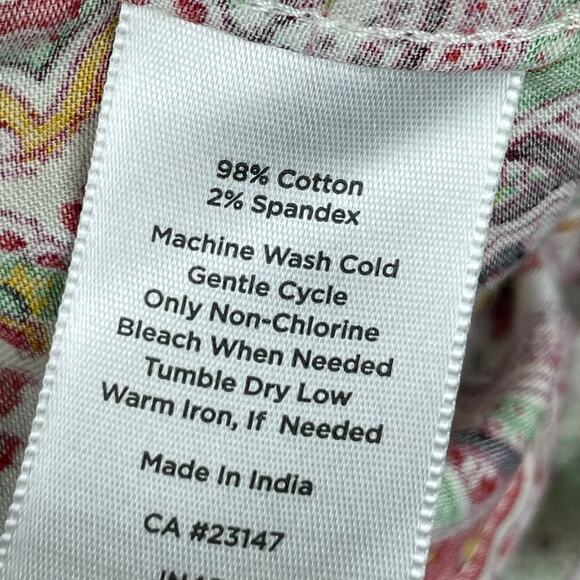 98% Cotton
2% Spandex
Machine Wash Cold
Gentle Cycle
Only Non-Chlorine
Bleach When Needed
Tumble Dry Low
Warm Iron, If Needed
Made In India
CA #23147